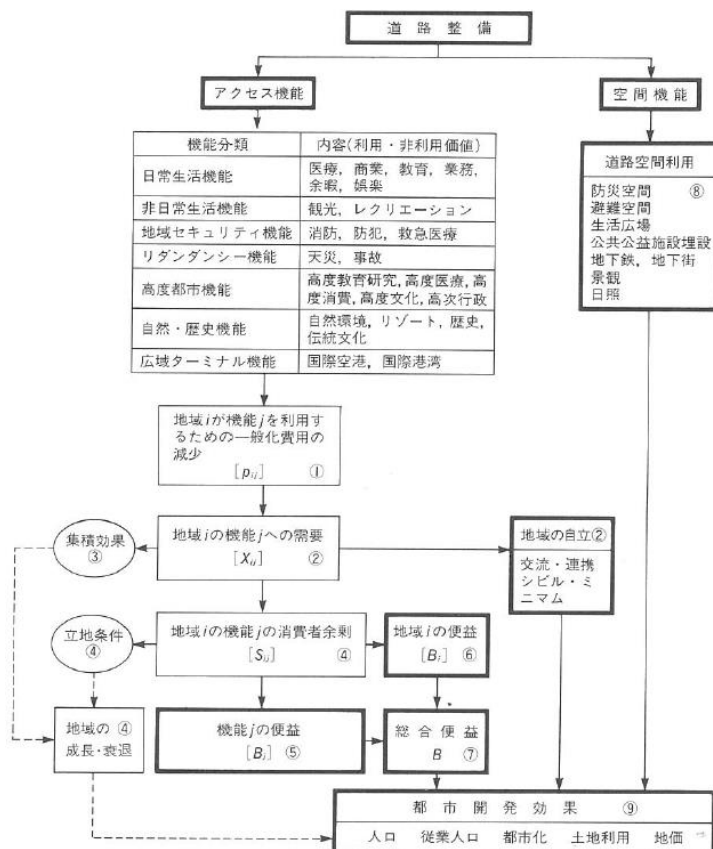 道路整備
アクセス機能
空間機能
機能分類 内容(利用・非利用価値)
日常生活機能 医療, 商業, 教育, 業務,
余暇, 娯楽
非日常生活機能 観光, レクリエーション
地域セキュリティ機能 消防, 防犯, 救急医療
リダンダンシー機能 天災, 事故
高度都市機能 高度教育研究, 高度医療, 高
度消費, 高度文化, 高次行政
自然・歴史機能 自然環境, リゾート, 歴史,
伝統文化
広域ターミナル機能 国際空港, 国際港湾
道路空間利用
防災空間 ⑧
避難空間
生活広場
公共公益施設埋設
地下鉄, 地下街
景観
日照
地域iが機能jを利用す
るための一般化費用の
減少
[pij] ①
集積効果
③
地域iの機能jへの需要
[Xij] ②
地域の自立②
交流・連携
シビル・ミ
ニマム
立地条件
④
地域iの機能jの消費者余剰
[Sij] ④
地域iの便益
[Bi] ⑥
地域の ④
成長・衰退
機能jの便益
[Bj] ⑤
総合便益
B ⑦
都市開発効果 ⑨
人口 従業人口 都市化 土地利用 地価